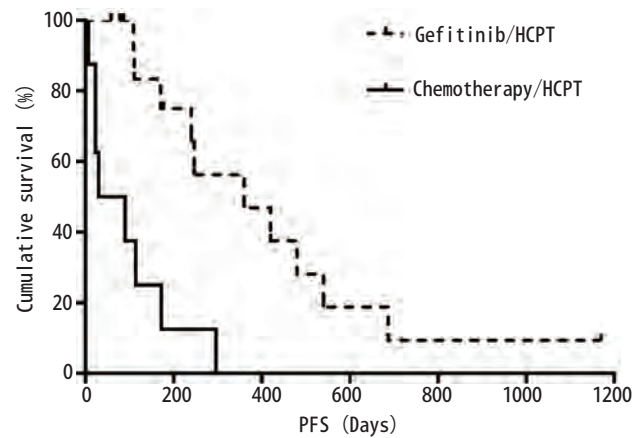 100
80
60
40
20
0
Cumulative survival (%)
Gefitinib/HCPT
Chemotherapy/HCPT
0 200 400 600 800 1000 1200
PFS (Days)